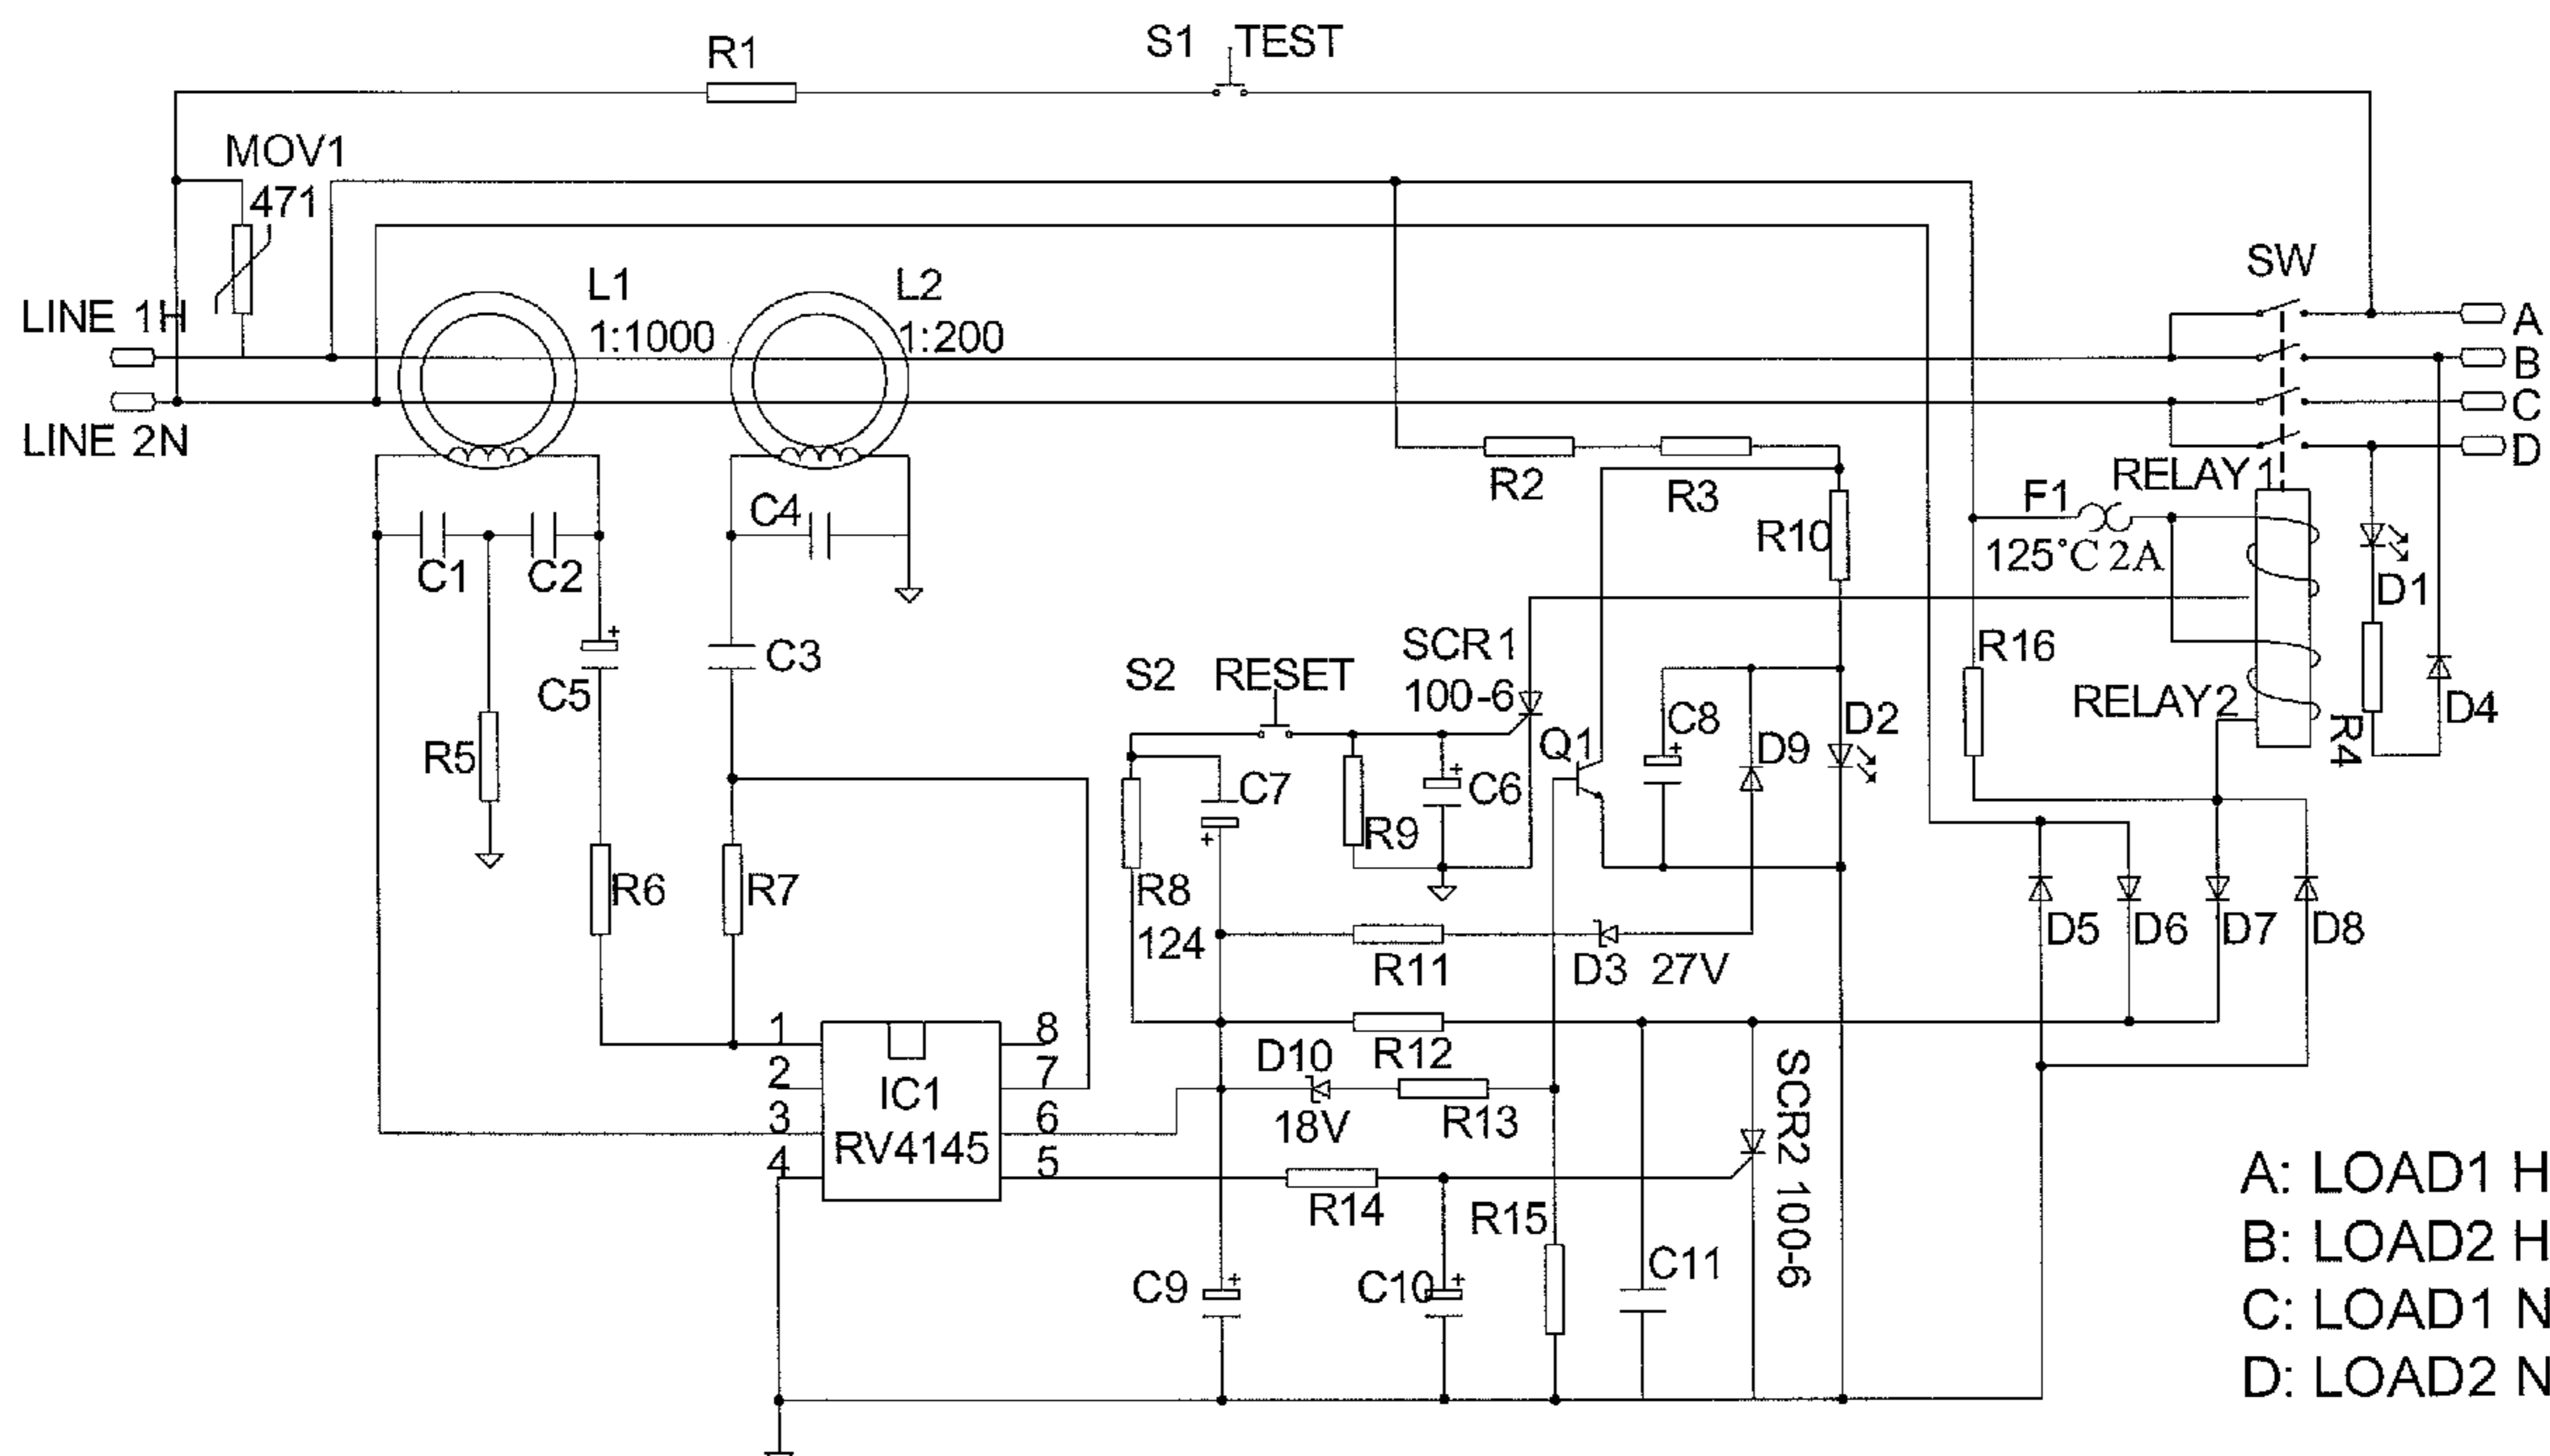 R1
S1 TEST
MOV1
471
SW
L1
1:1000
L2
1:200
LINE 1H
LINE 2N
A
B
C
D
RELAY1
F1
125°C 2A
R2
R3
R10
C4
C1
C2
D1
SCR1
100-6
R16
C3
S2 RESET
C5
R5
RELAY2
R4
D4
Q1
C8
D9
D2
C7
+
R9
C6
+
+
+
R6
R7
R8
124
R11
D3 27V
D5
D6
D7
D8
1
2
3
4
8
7
6
5
IC1
RV4145
D10
18V
R12
R13
SCR2 100-6
R14
R15
C9
+
C10
+
C11
A: LOAD1 H
B: LOAD2 H
C: LOAD1 N
D: LOAD2 N